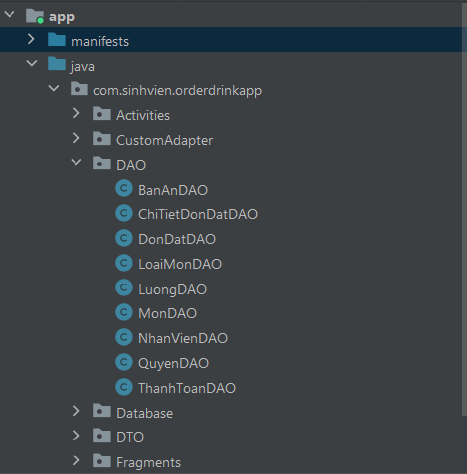 app
manifests
java
com.sinhvien.orderdrinkapp
Activities
CustomAdapter
DAO
C BanAnDAO
C ChiTietDonDatDAO
C DonDatDAO
C LoaiMonDAO
C LuongDAO
C MonDAO
C NhanVienDAO
C QuyenDAO
C ThanhToanDAO
Database
DTO
Fragments